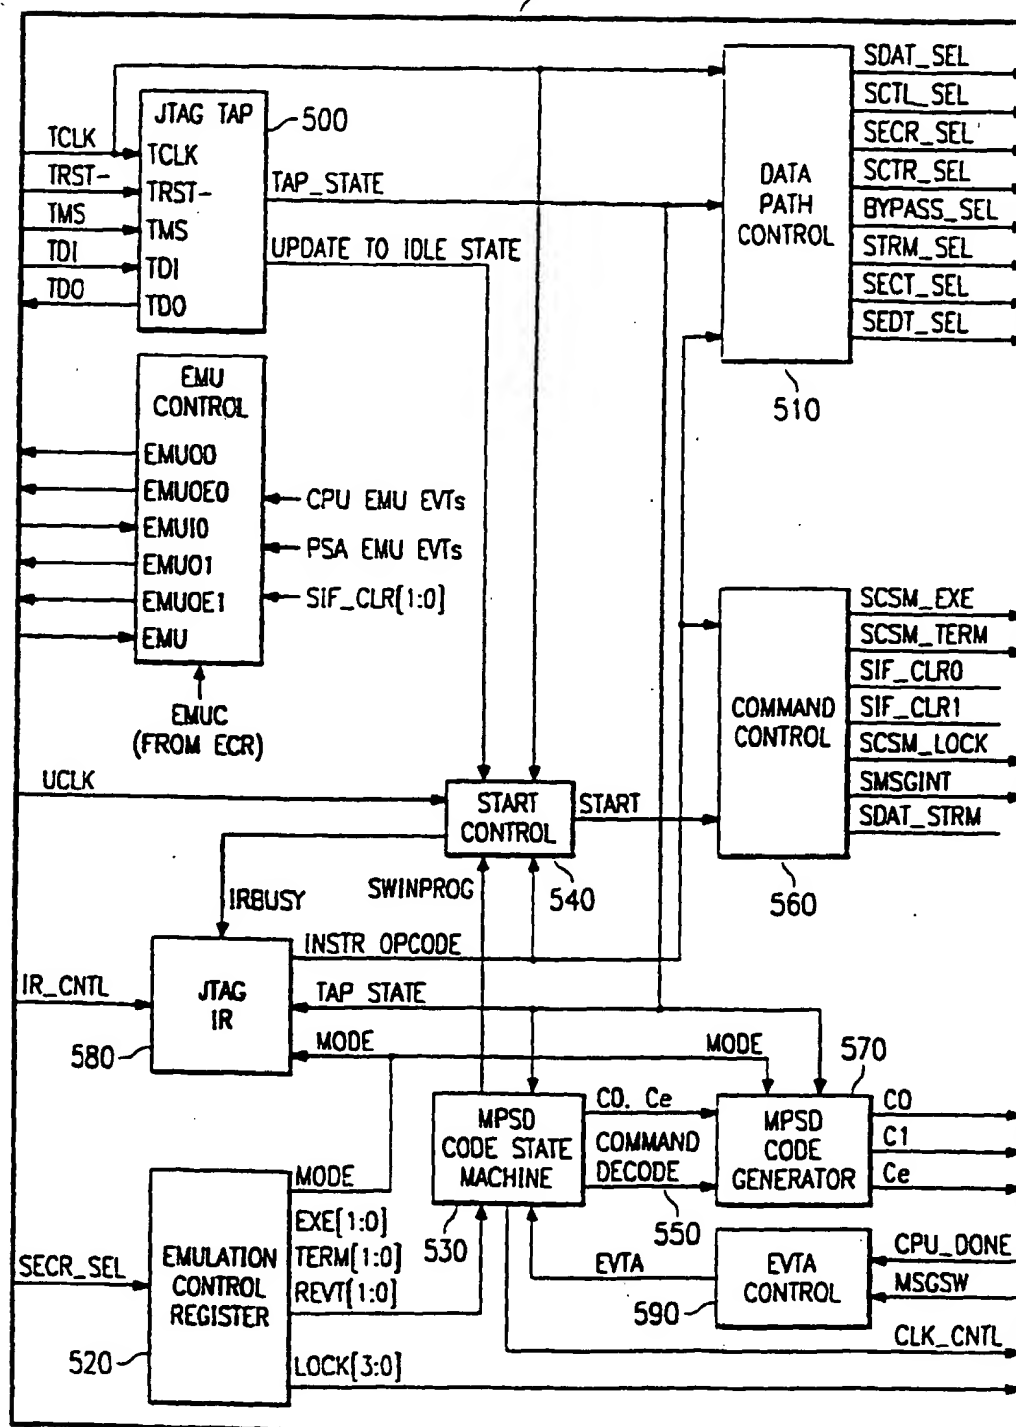 JTAG TAP
500
TCLK
TCLK
TRST-
TRST-
TMS
TMS
TDI
TDI
TDO
TDO
TAP_STATE
UPDATE TO IDLE STATE
DATA
PATH
CONTROL
510
SDAT_SEL
SCTL_SEL
SECR_SEL
SCTR_SEL
BYPASS_SEL
STRM_SEL
SECT_SEL
SEDT_SEL
EMU
CONTROL
EMUO0
EMUOE0
EMUI0
EMUO1
EMUOE1
EMU
CPU EMU EVTs
PSA EMU EVTs
SIF_CLR[1:0]
EMUC
(FROM ECR)
UCLK
START
CONTROL
540
START
COMMAND
CONTROL
560
SCSM_EXE
SCSM_TERM
SIF_CLR0
SIF_CLR1
SCSM_LOCK
SMSGINT
SDAT_STRM
IRBUSY
SWINPROG
INSTR OPCODE
IR_CNTL
JTAG
IR
580
TAP STATE
MODE
MODE
MPSD
CODE STATE
MACHINE
530
C0. Ce
COMMAND
DECODE
550
MPSD
CODE
GENERATOR
570
C0
C1
Ce
SECR_SEL
EMULATION
CONTROL
REGISTER
520
MODE
EXE[1:0]
TERM[1:0]
REVT[1:0]
LOCK[3:0]
EVTA
EVTA
CONTROL
590
CPU_DONE
MSGSW
CLK_CNTL